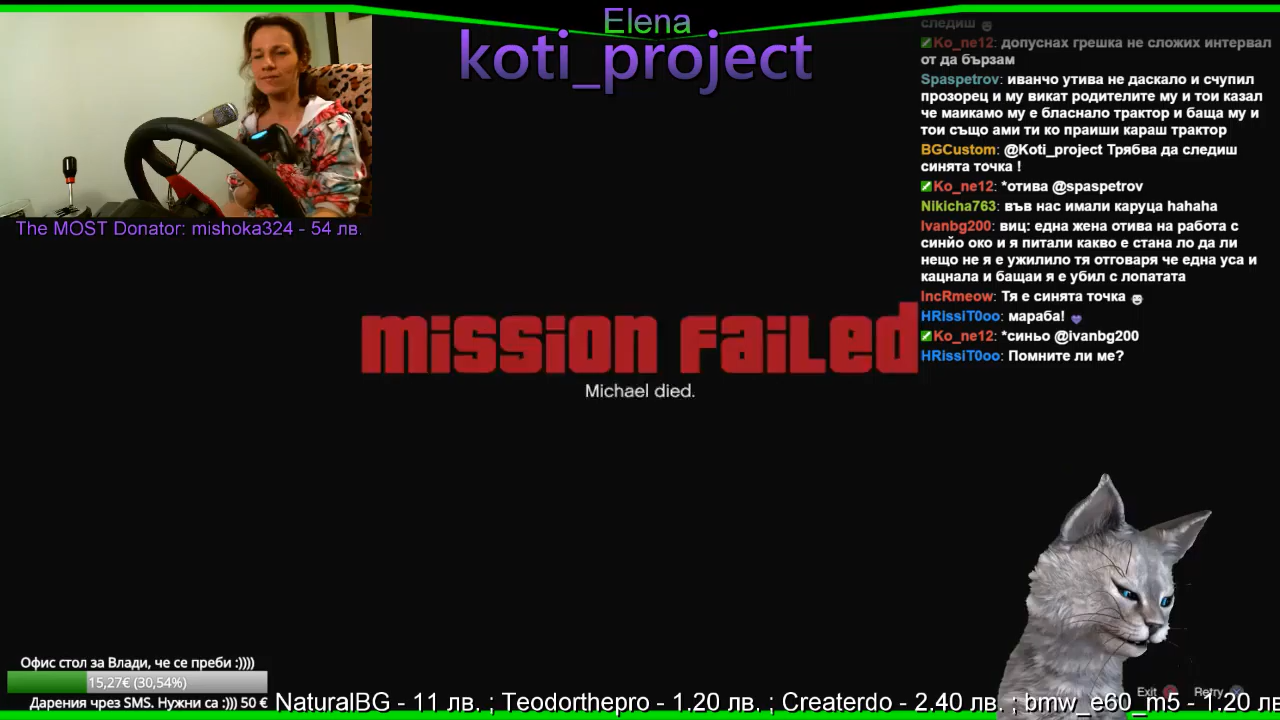 Elena
koti_project
The MOST Donator: mishoka324 - 54 лв.
следиш
Ko_ne12: допуснах грешка не сложих интервал
от да бързам
Spaspetrov: иванчо утива не даскало и счупил
прозорец и му викат родителите му и тои казал
че маикамо му е бласнало трактор и баща му и
тои също ами ти ко праиши караш трактор
BGCustom: @Koti_project Трябва да следиш
синята точка !
Ko_ne12: *отива @spaspetrov
Nikicha763: във нас имали каруца hahaha
Ivanbg200: виц: една жена отива на работа с
синйо око и я питали какво е стана ло да ли
нещо не я е ужилило тя отговаря че една уса и
кацнала и бащаи я е убил с лопатата
IncRmeow: Тя е синята точка
HRissiT0oo: мараба!
Ko_ne12: *синьо @ivanbg200
HRissiT0oo: Помните ли ме?
mission failed
Michael died.
Exit Retry
Офис стол за Влади, че се преби :))))
15,27€ (30,54%)
Дарения чрез SMS. Нужни са :))) 50 €
NaturalBG - 11 лв. ; Teodorthepro - 1.20 лв. ; Createrdo - 2.40 лв. ; bmw_e60_m5 - 1.20 лв